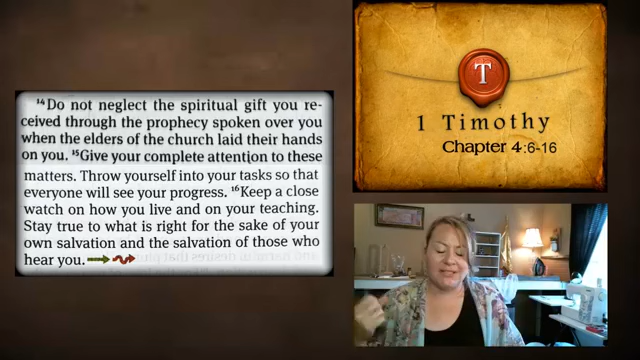 ¹⁴Do not neglect the spiritual gift you re-
ceived through the prophecy spoken over you
when the elders of the church laid their hands
on you. ¹⁵Give your complete attention to these
matters. Throw yourself into your tasks so that
everyone will see your progress. ¹⁶Keep a close
watch on how you live and on your teaching.
Stay true to what is right for the sake of your
own salvation and the salvation of those who
hear you.
T
1 Timothy
Chapter 4:6-16